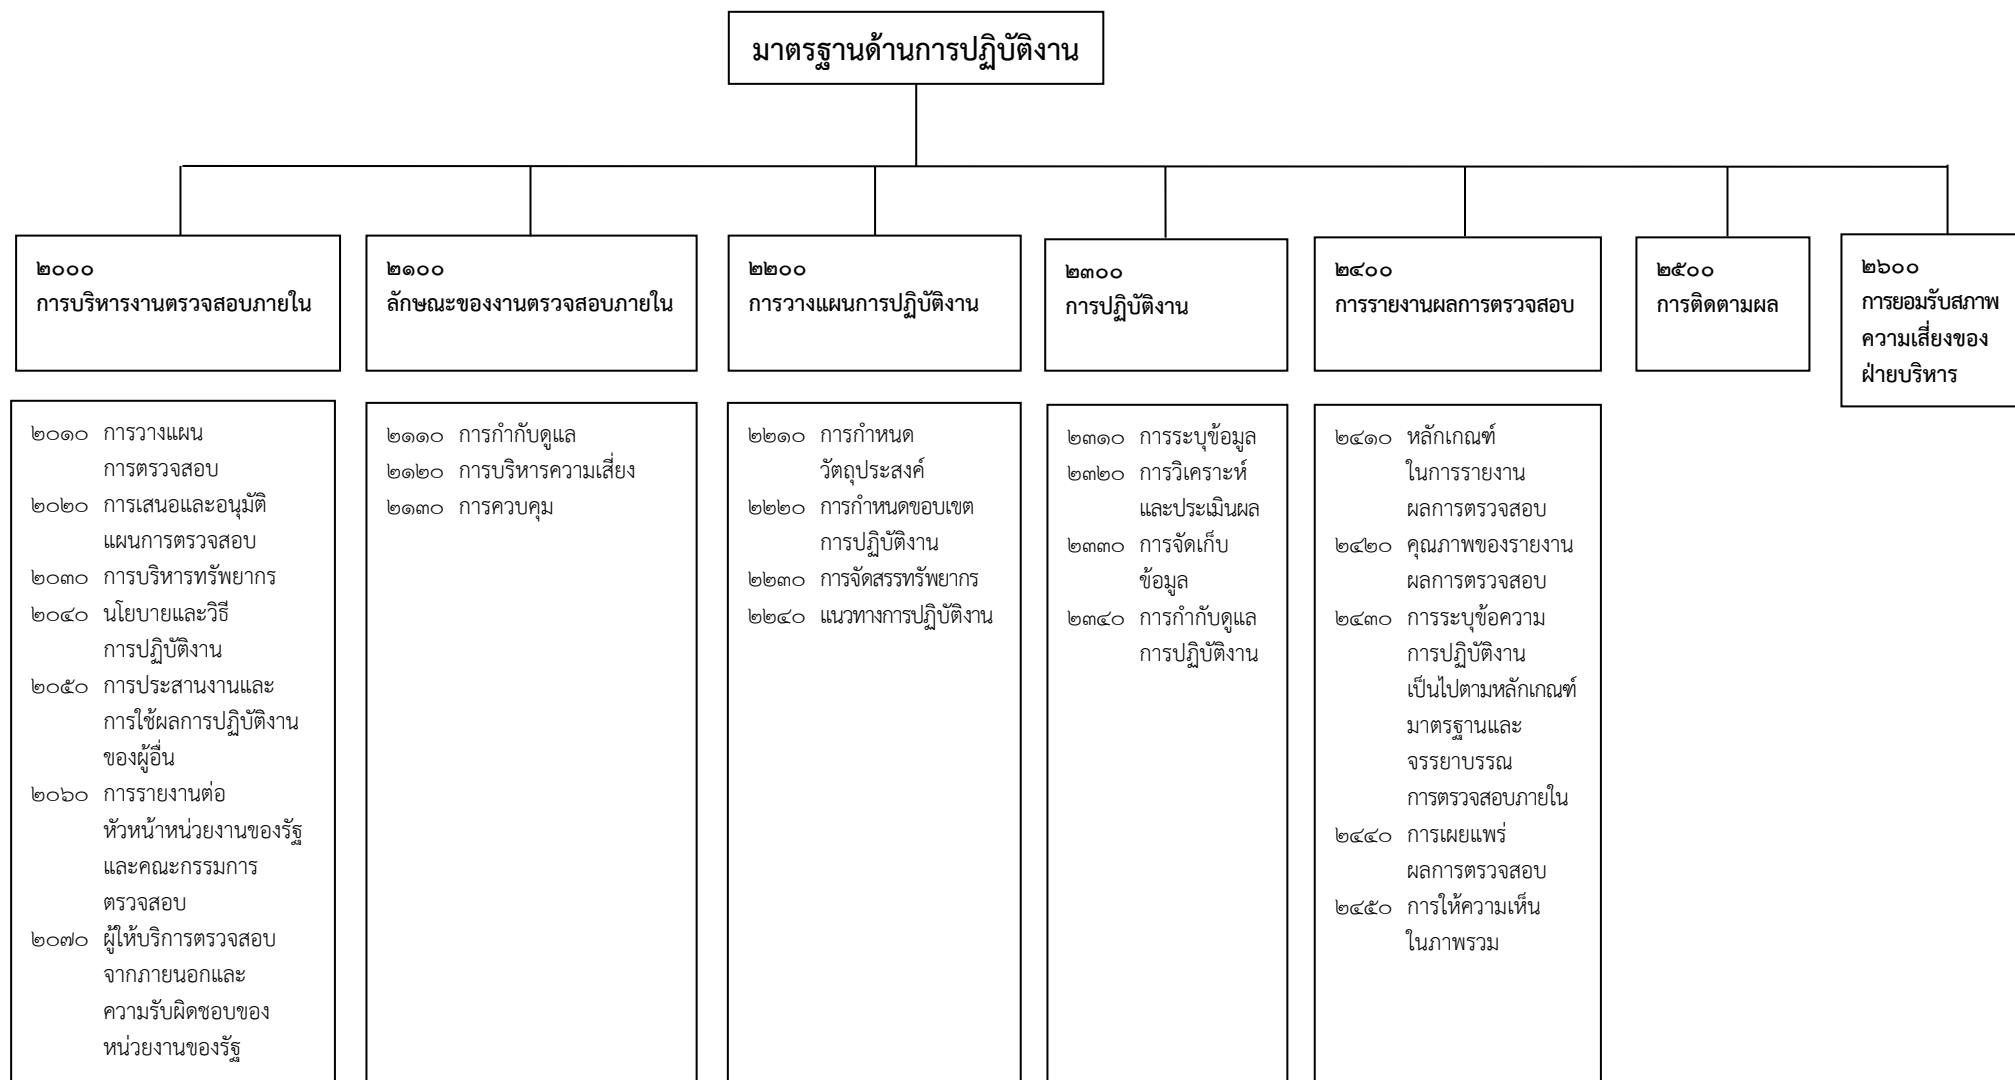 มาตรฐานด้านการปฏิบัติงาน
๒๐๐๐
การบริหารงานตรวจสอบภายใน
๒๑๐๐
ลักษณะของงานตรวจสอบภายใน
๒๒๐๐
การวางแผนการปฏิบัติงาน
๒๓๐๐
การปฏิบัติงาน
๒๔๐๐
การรายงานผลการตรวจสอบ
๒๕๐๐
การติดตามผล
๒๖๐๐
การยอมรับสภาพ
ความเสี่ยงของ
ฝ่ายบริหาร
๒๐๑๐ การวางแผน
การตรวจสอบ
๒๐๒๐ การเสนอและอนุมัติ
แผนการตรวจสอบ
๒๐๓๐ การบริหารทรัพยากร
๒๐๔๐ นโยบายและวิธี
การปฏิบัติงาน
๒๐๕๐ การประสานงานและ
การใช้ผลการปฏิบัติงาน
ของผู้อื่น
๒๐๖๐ การรายงานต่อ
หัวหน้าหน่วยงานของรัฐ
และคณะกรรมการ
ตรวจสอบ
๒๐๗๐ ผู้ให้บริการตรวจสอบ
จากภายนอกและ
ความรับผิดชอบของ
หน่วยงานของรัฐ
๒๑๑๐ การกำกับดูแล
๒๑๒๐ การบริหารความเสี่ยง
๒๑๓๐ การควบคุม
๒๒๑๐ การกำหนด
วัตถุประสงค์
๒๒๒๐ การกำหนดขอบเขต
การปฏิบัติงาน
๒๒๓๐ การจัดสรรทรัพยากร
๒๒๔๐ แนวทางการปฏิบัติงาน
๒๓๑๐ การระบุข้อมูล
๒๓๒๐ การวิเคราะห์
และประเมินผล
๒๓๓๐ การจัดเก็บ
ข้อมูล
๒๓๔๐ การกำกับดูแล
การปฏิบัติงาน
๒๔๑๐ หลักเกณฑ์
ในการรายงาน
ผลการตรวจสอบ
๒๔๒๐ คุณภาพของรายงาน
ผลการตรวจสอบ
๒๔๓๐ การระบุข้อความ
การปฏิบัติงาน
เป็นไปตามหลักเกณฑ์
มาตรฐานและ
จรรยาบรรณ
การตรวจสอบภายใน
๒๔๔๐ การเผยแพร่
ผลการตรวจสอบ
๒๔๕๐ การให้ความเห็น
ในภาพรวม